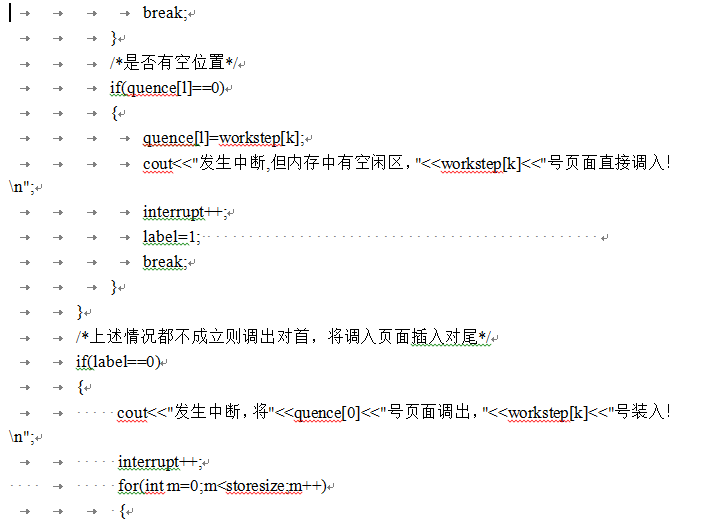 break;
}
/*是否有空位置*/
if(quence[l]==0)
{
quence[l]=workstep[k];
cout<<"发生中断,但内存中有空闲区，"<<workstep[k]<<"号页面直接调入！
\n";
interrupt++;
label=1;
break;
}
}
/*上述情况都不成立则调出对首，将调入页面插入对尾*/
if(label==0)
{
cout<<"发生中断，将"<<quence[0]<<"号页面调出，"<<workstep[k]<<"号装入！
\n";
interrupt++;
for(int m=0;m<storesize;m++)
{